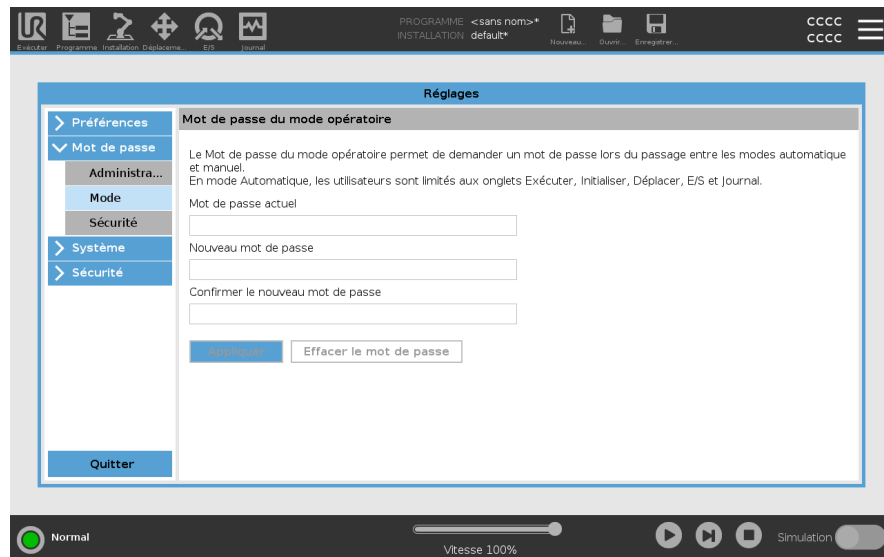 PROGRAMME <sans nom>*
INSTALLATION default*
CCCC
CCCC
Exécuter Programme Installation Déplaceme... E/S Journal Nouveau... Ouvrir... Enregistrer...
Réglages
Préférences
Mot de passe
Administra...
Mode
Sécurité
Système
Sécurité
Quitter
Mot de passe du mode opératoire
Le Mot de passe du mode opératoire permet de demander un mot de passe lors du passage entre les modes automatique
et manuel.
En mode Automatique, les utilisateurs sont limités aux onglets Exécuter, Initialiser, Déplacer, E/S et Journal.
Mot de passe actuel
Nouveau mot de passe
Confirmer le nouveau mot de passe
Appliquer Effacer le mot de passe
Normal
Vitesse 100%
Simulation